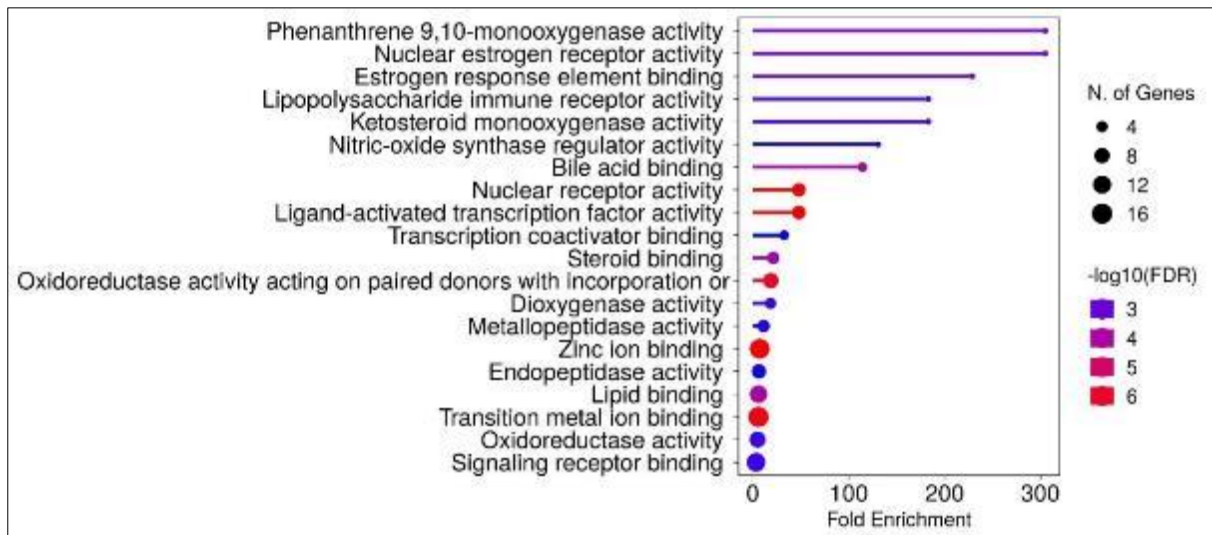 Phenanthrene 9,10-monooxygenase activity
Nuclear estrogen receptor activity
Estrogen response element binding
Lipopolysaccharide immune receptor activity
Ketosteroid monooxygenase activity
Nitric-oxide synthase regulator activity
Bile acid binding
Nuclear receptor activity
Ligand-activated transcription factor activity
Transcription coactivator binding
Steroid binding
Oxidoreductase activity acting on paired donors with incorporation or
Dioxygenase activity
Metallopeptidase activity
Zinc ion binding
Endopeptidase activity
Lipid binding
Transition metal ion binding
Oxidoreductase activity
Signaling receptor binding
0 100 200 300
Fold Enrichment
N. of Genes
4
8
12
16
-log10(FDR)
3
4
5
6